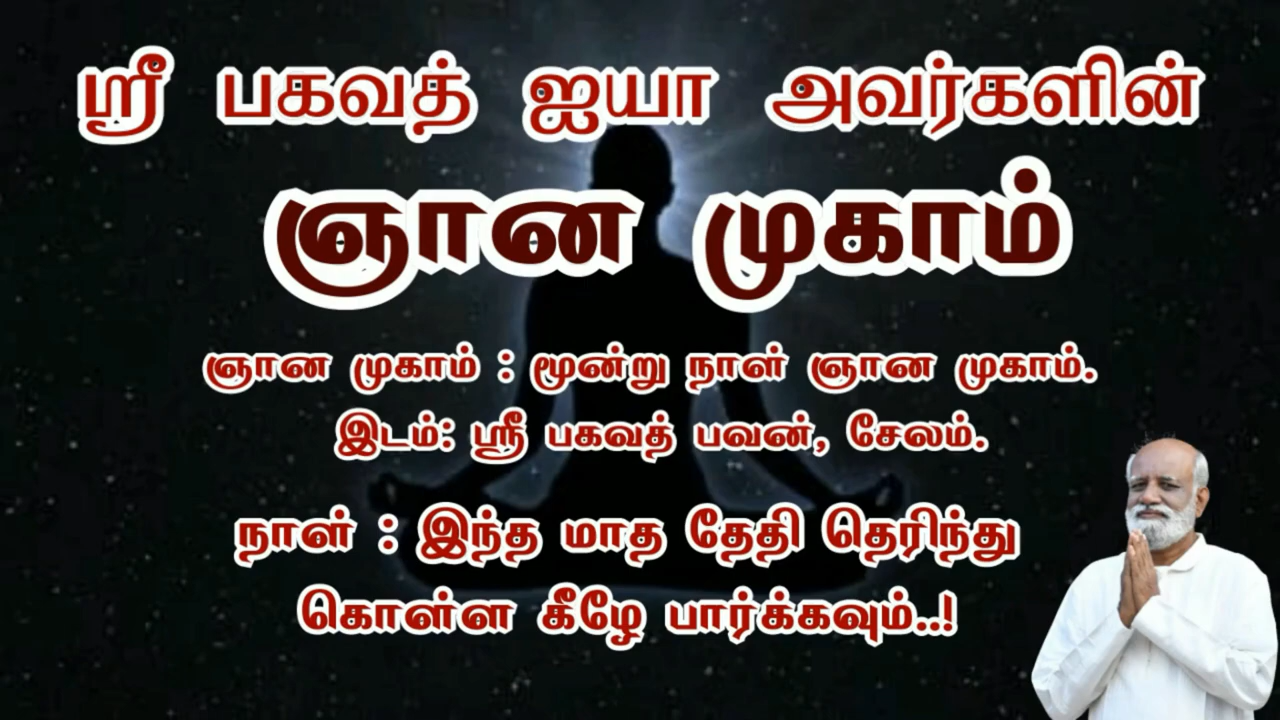 ஸ்ரீ பகவத் ஐயா அவர்களின்
ஞான முகாம்
ஞான முகாம் : மூன்று நாள் ஞான முகாம்.
இடம்: ஸ்ரீ பகவத் பவன், சேலம்.
நாள் : இந்த மாத தேதி தெரிந்து
கொள்ள கீழே பார்க்கவும்..!